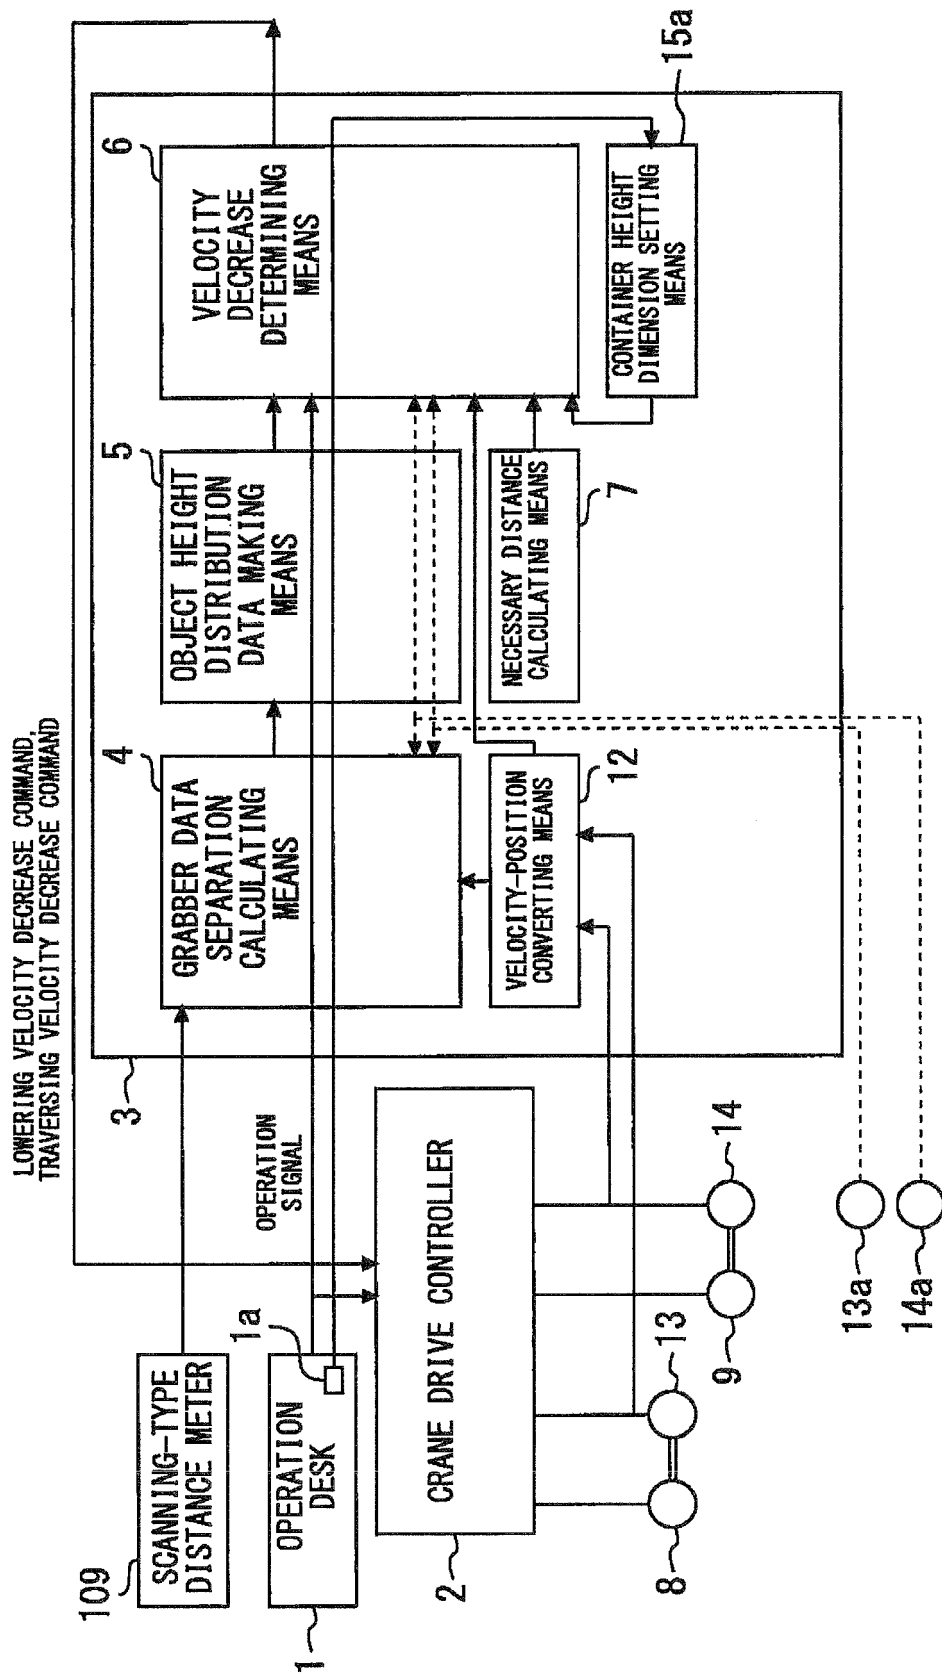 LOWERING VELOCITY DECREASE COMMAND,
TRAVERSING VELOCITY DECREASE COMMAND
109
SCANNING-TYPE
DISTANCE METER
1
OPERATION
DESK
1a
OPERATION
SIGNAL
2
CRANE DRIVE CONTROLLER
8
13
9
14
13a
14a
3
4
GRABBER DATA
SEPARATION
CALCULATING
MEANS
5
OBJECT HEIGHT
DISTRIBUTION
DATA MAKING
MEANS
6
VELOCITY
DECREASE
DETERMINING
MEANS
12
VELOCITY-POSITION
CONVERTING MEANS
7
NECESSARY DISTANCE
CALCULATING MEANS
15a
CONTAINER HEIGHT
DIMENSION SETTING
MEANS